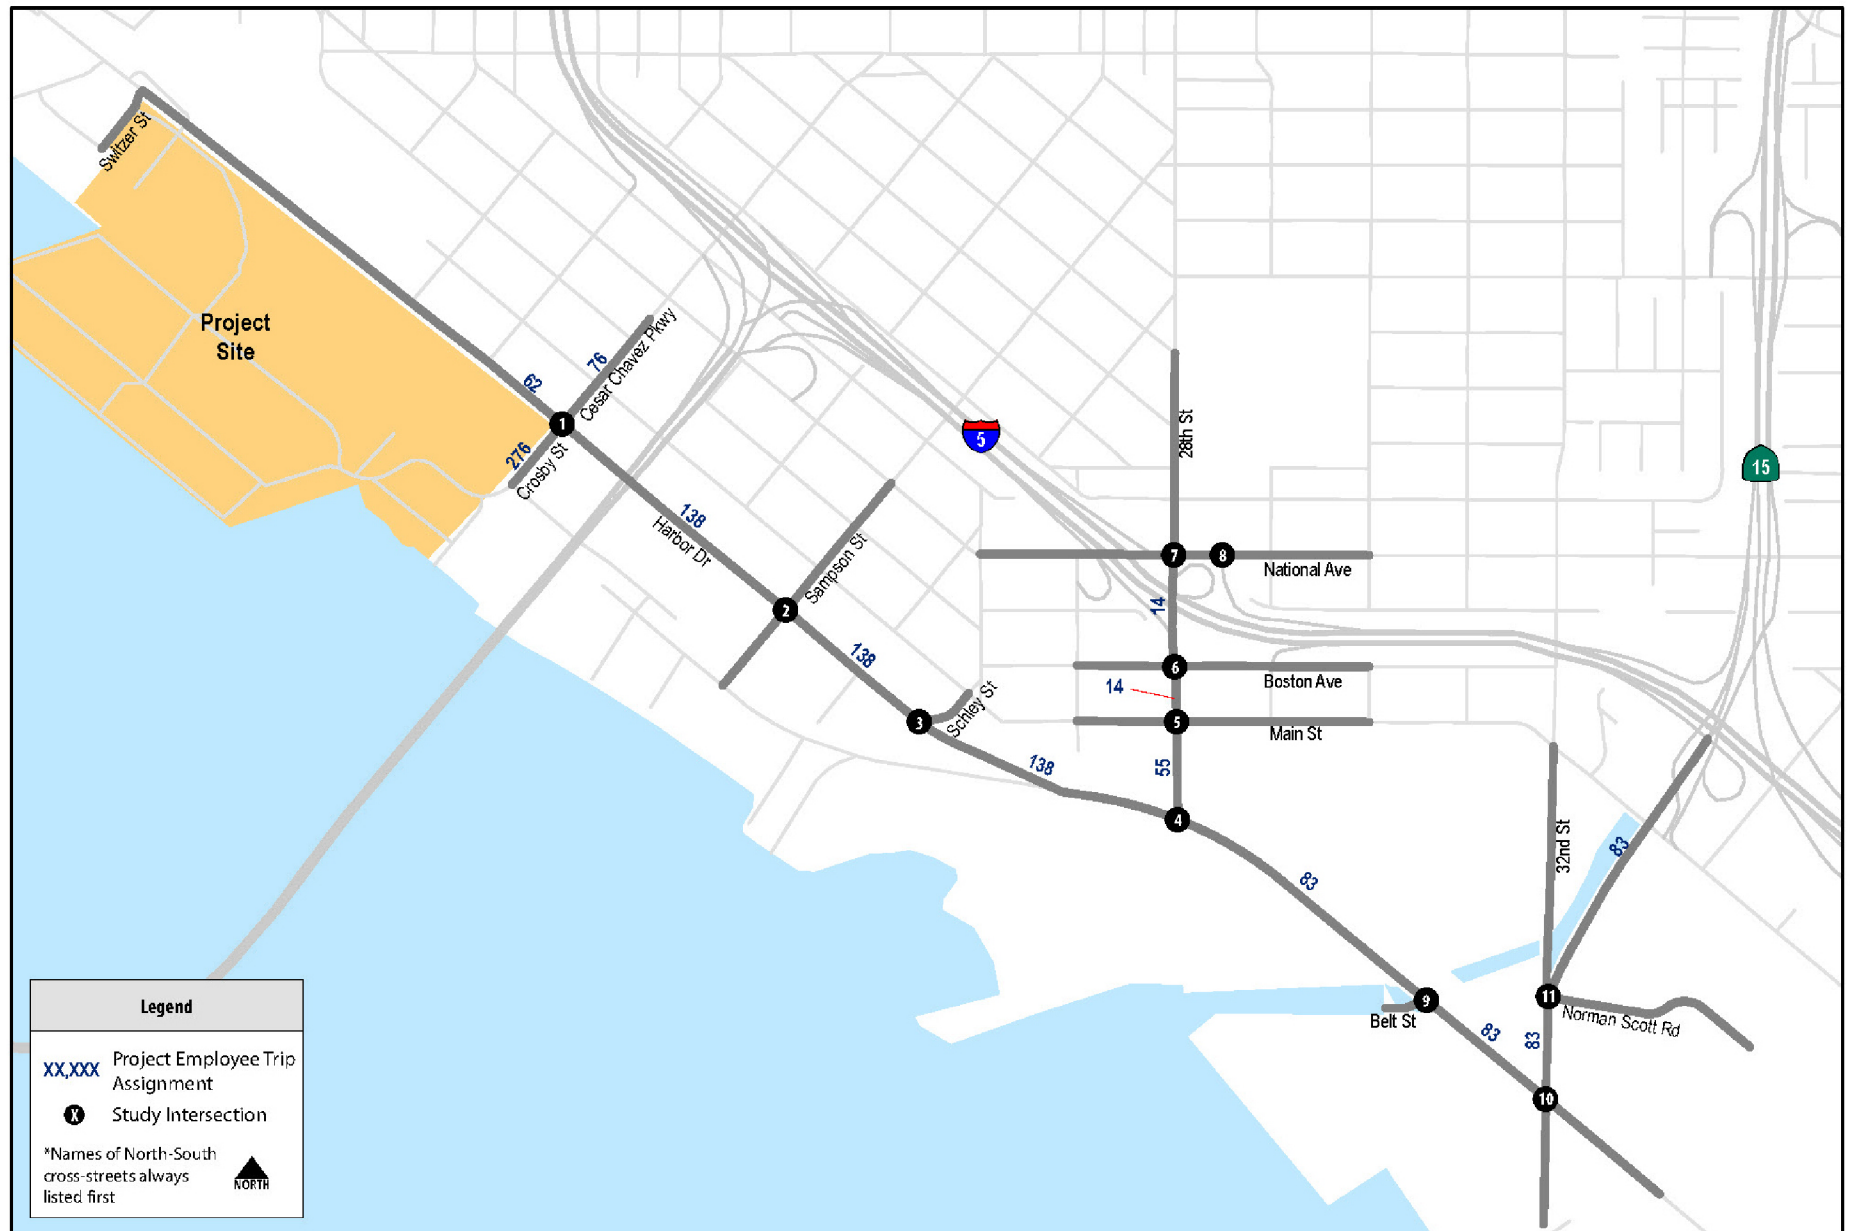 Switzer St
Project
Site
62
76
Cesar Chavez Pkwy
1
276
Crosby St
5
28th St
15
138
Harbor Dr
Sampson St
2
7
8
National Ave
14
138
6
Boston Ave
14
3
Schley St
5
Main St
138
55
4
32nd St
83
83
9
Belt St
11
Norman Scott Rd
83
83
10
Legend
XX,XXX
Project Employee Trip
Assignment
X
Study Intersection
*Names of North-South
cross-streets always
listed first
NORTH